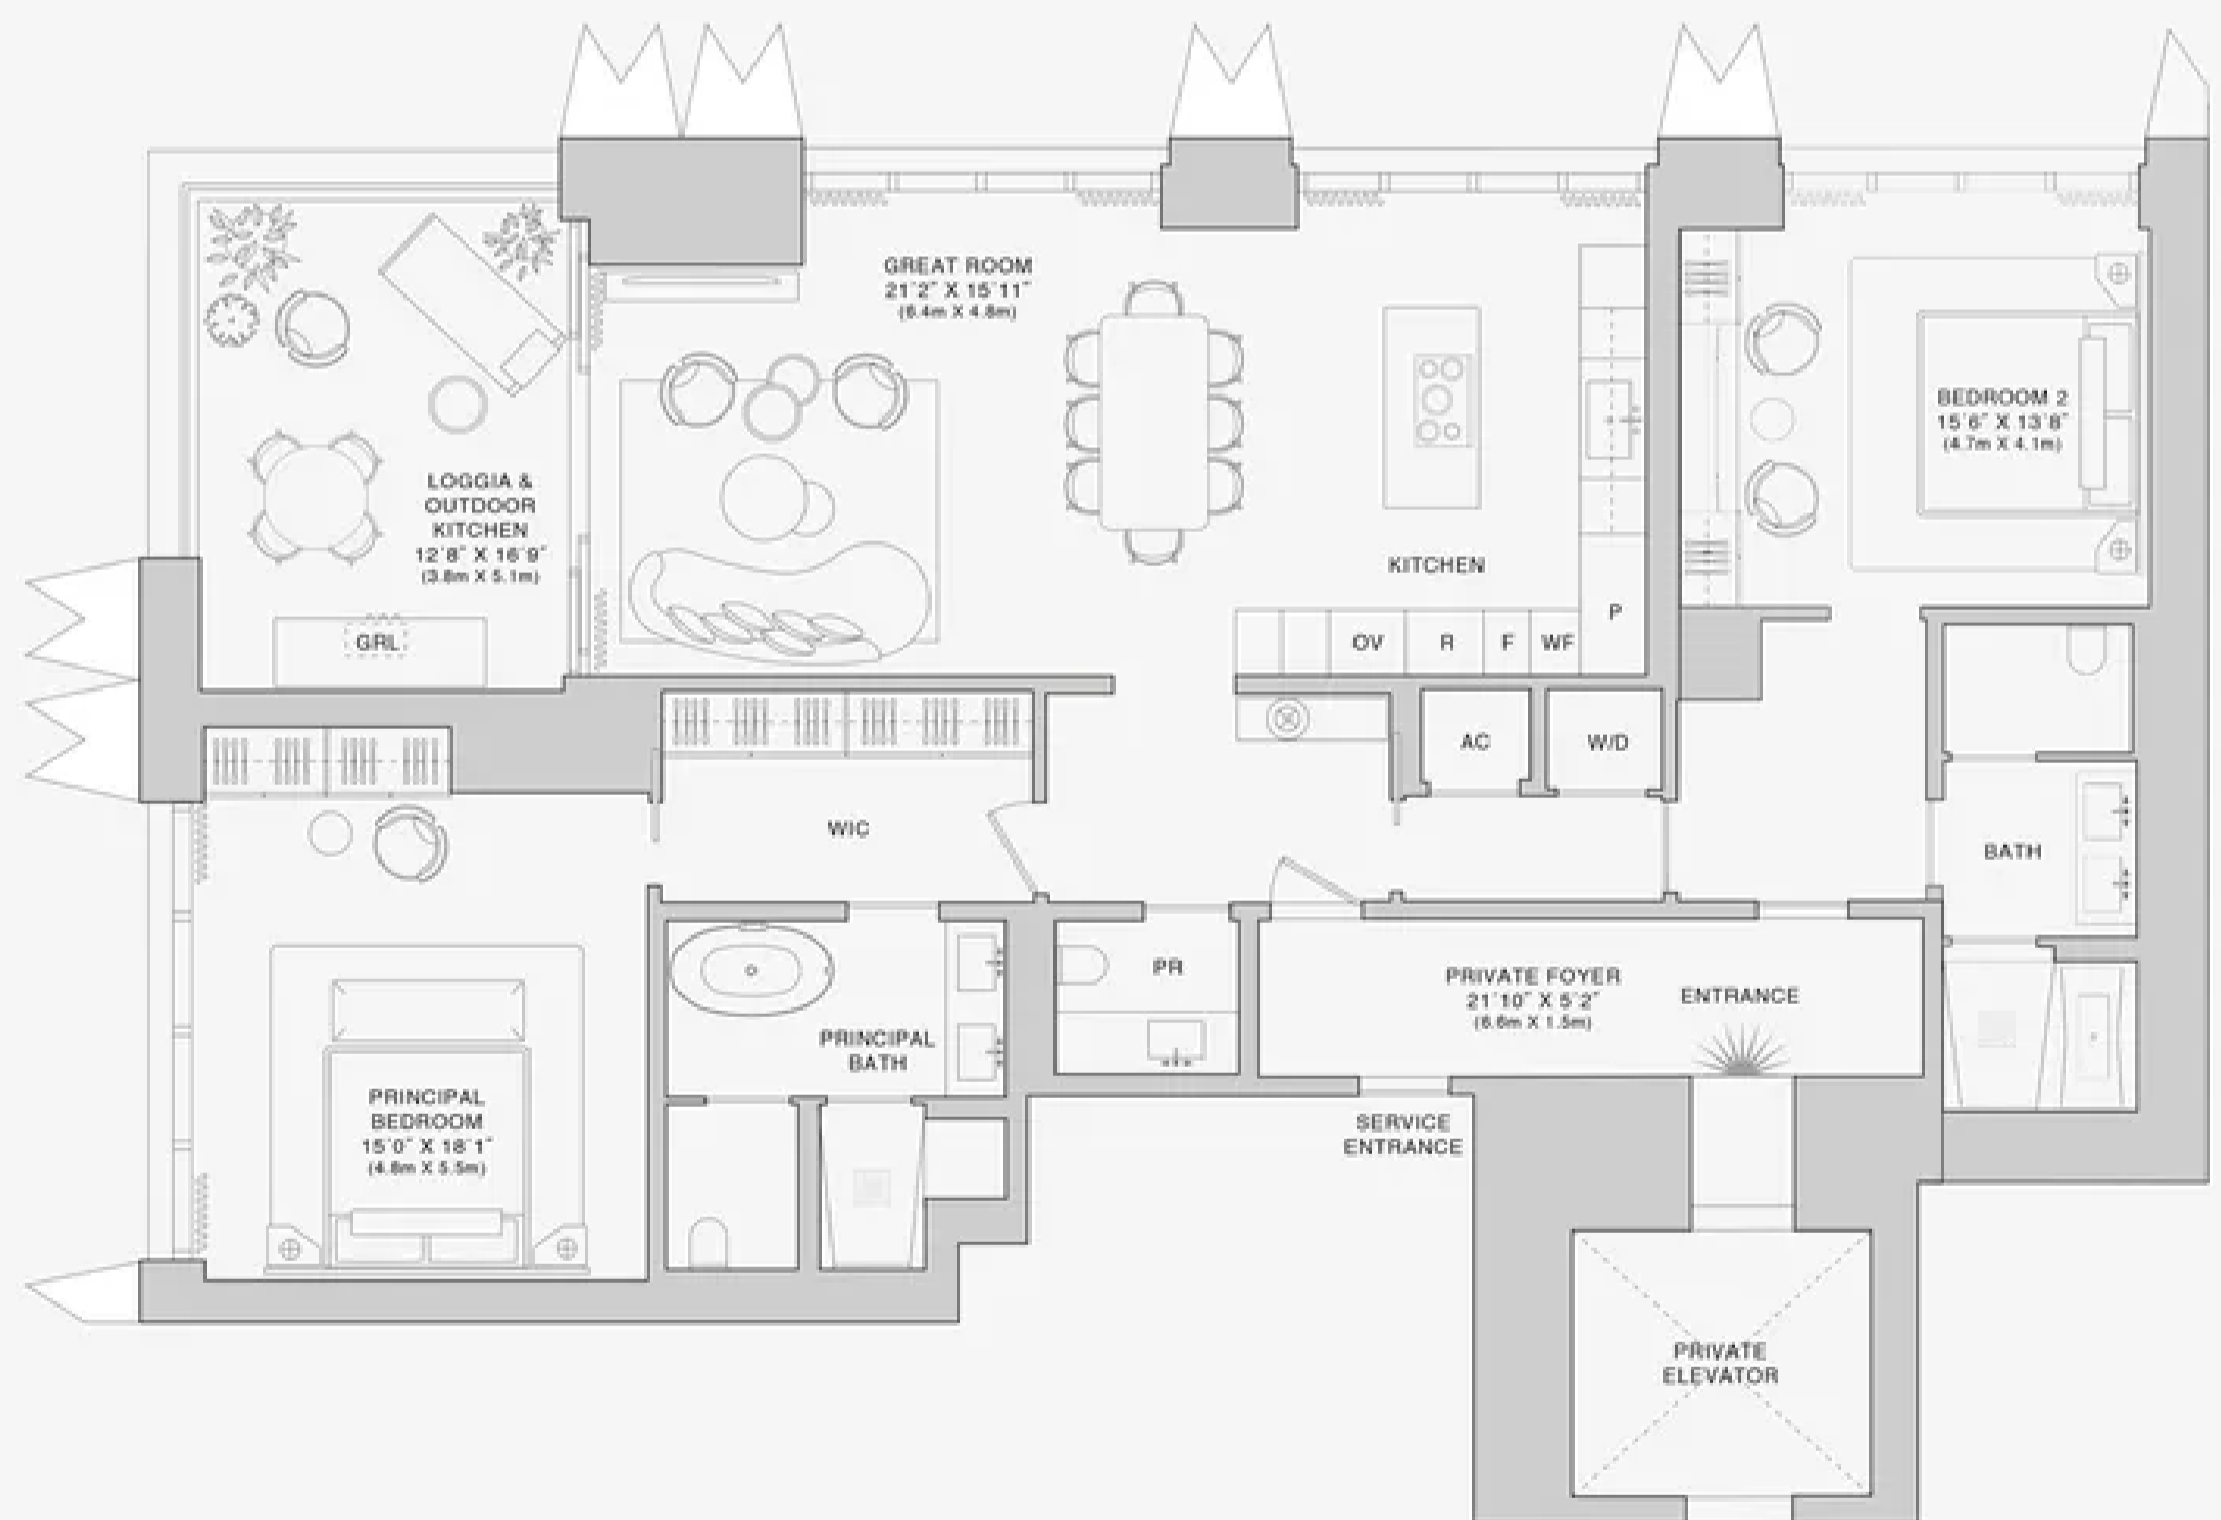 GREAT ROOM
21'2" X 15'11"
(6.4m X 4.8m)
BEDROOM 2
15'6" X 13'8"
(4.7m X 4.1m)
LOGGIA &
OUTDOOR
KITCHEN
12'8" X 16'9"
(3.8m X 5.1m)
KITCHEN
GRL
OV
R
F
WF
P
AC
W/D
WIC
BATH
PR
PRIVATE FOYER
21'10" X 5'2"
(6.6m X 1.5m)
ENTRANCE
PRINCIPAL
BATH
PRINCIPAL
BEDROOM
15'0" X 18'1"
(4.6m X 5.5m)
SERVICE
ENTRANCE
PRIVATE
ELEVATOR